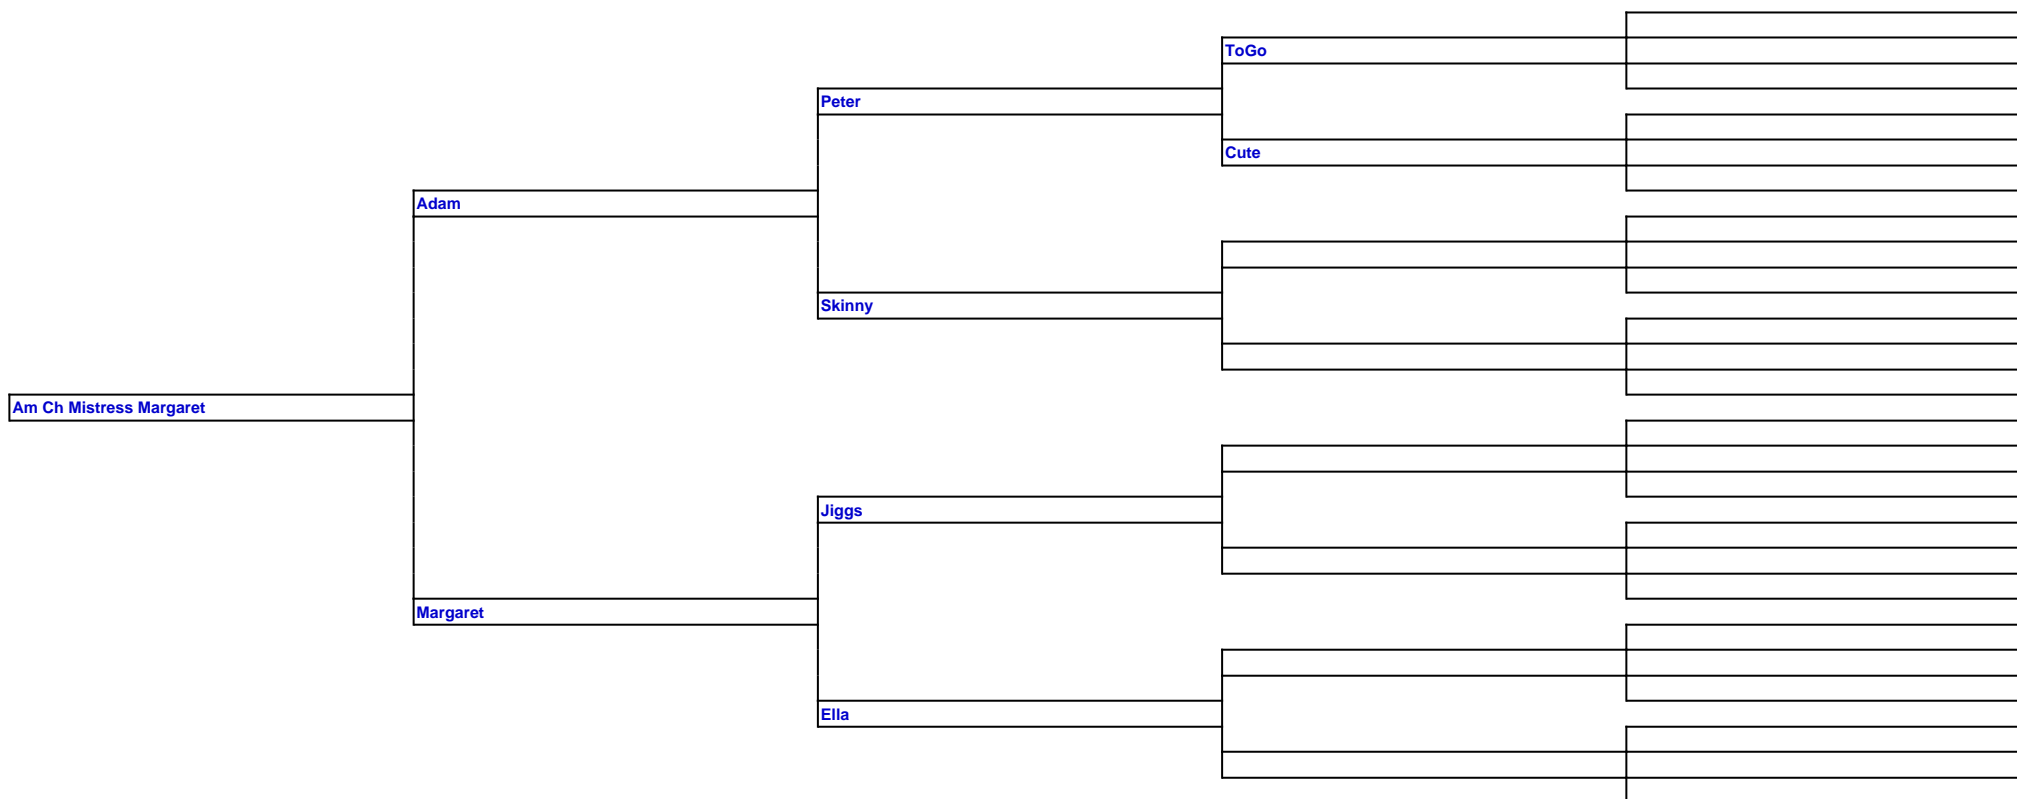 ToGo
Peter
Cute
Adam
Skinny
Am Ch Mistress Margaret
Jiggs
Margaret
Ella